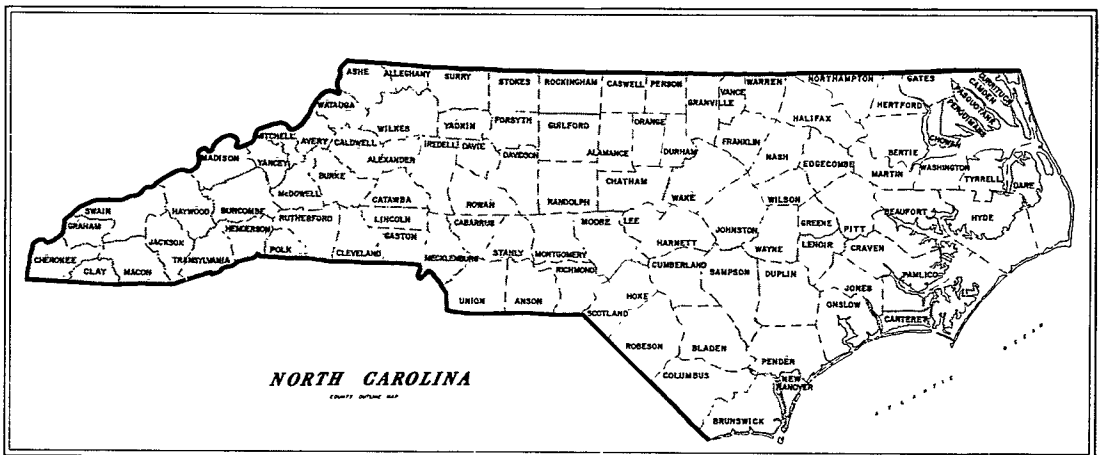 ASHE ALLEGHANY SURRY STOKES ROCKINGHAM CASWELL PERSON VANCE WARREN NORTHAMPTON GATES CURRITUCK
CAMDEN
PASQUOTANK
PERQUIMANS
CHOWAN
GRANVILLE
HERTFORD
WATAUGA
WILKES YADKIN FORSYTH GUILFORD ORANGE
HALIFAX
MITCHELL AVERY CALDWELL IREDELL DAVIE DAVIDSON ALAMANCE DURHAM FRANKLIN NASH EDGECOMBE BERTIE
MADISON YANCEY ALEXANDER
MARTIN WASHINGTON TYRRELL DARE
BURKE McDOWELL CATAWBA ROWAN RANDOLPH CHATHAM WAKE WILSON
SWAIN HAYWOOD BUNCOMBE RUTHERFORD LINCOLN CABARRUS MOORE LEE JOHNSTON GREENE PITT BEAUFORT HYDE
GRAHAM HENDERSON GASTON
JACKSON HARNETT WAYNE LENOIR CRAVEN
CHEROKEE CLAY MACON TRANSYLVANIA POLK CLEVELAND MECKLENBURG STANLY MONTGOMERY
RICHMOND CUMBERLAND SAMPSON DUPLIN PAMLICO
JONES
UNION ANSON SCOTLAND HOKE ONSLOW CARTERET
ROBESON BLADEN PENDER
COLUMBUS NEW
HANOVER
BRUNSWICK
ATLANTIC OCEAN
NORTH CAROLINA
COUNTY OUTLINE MAP